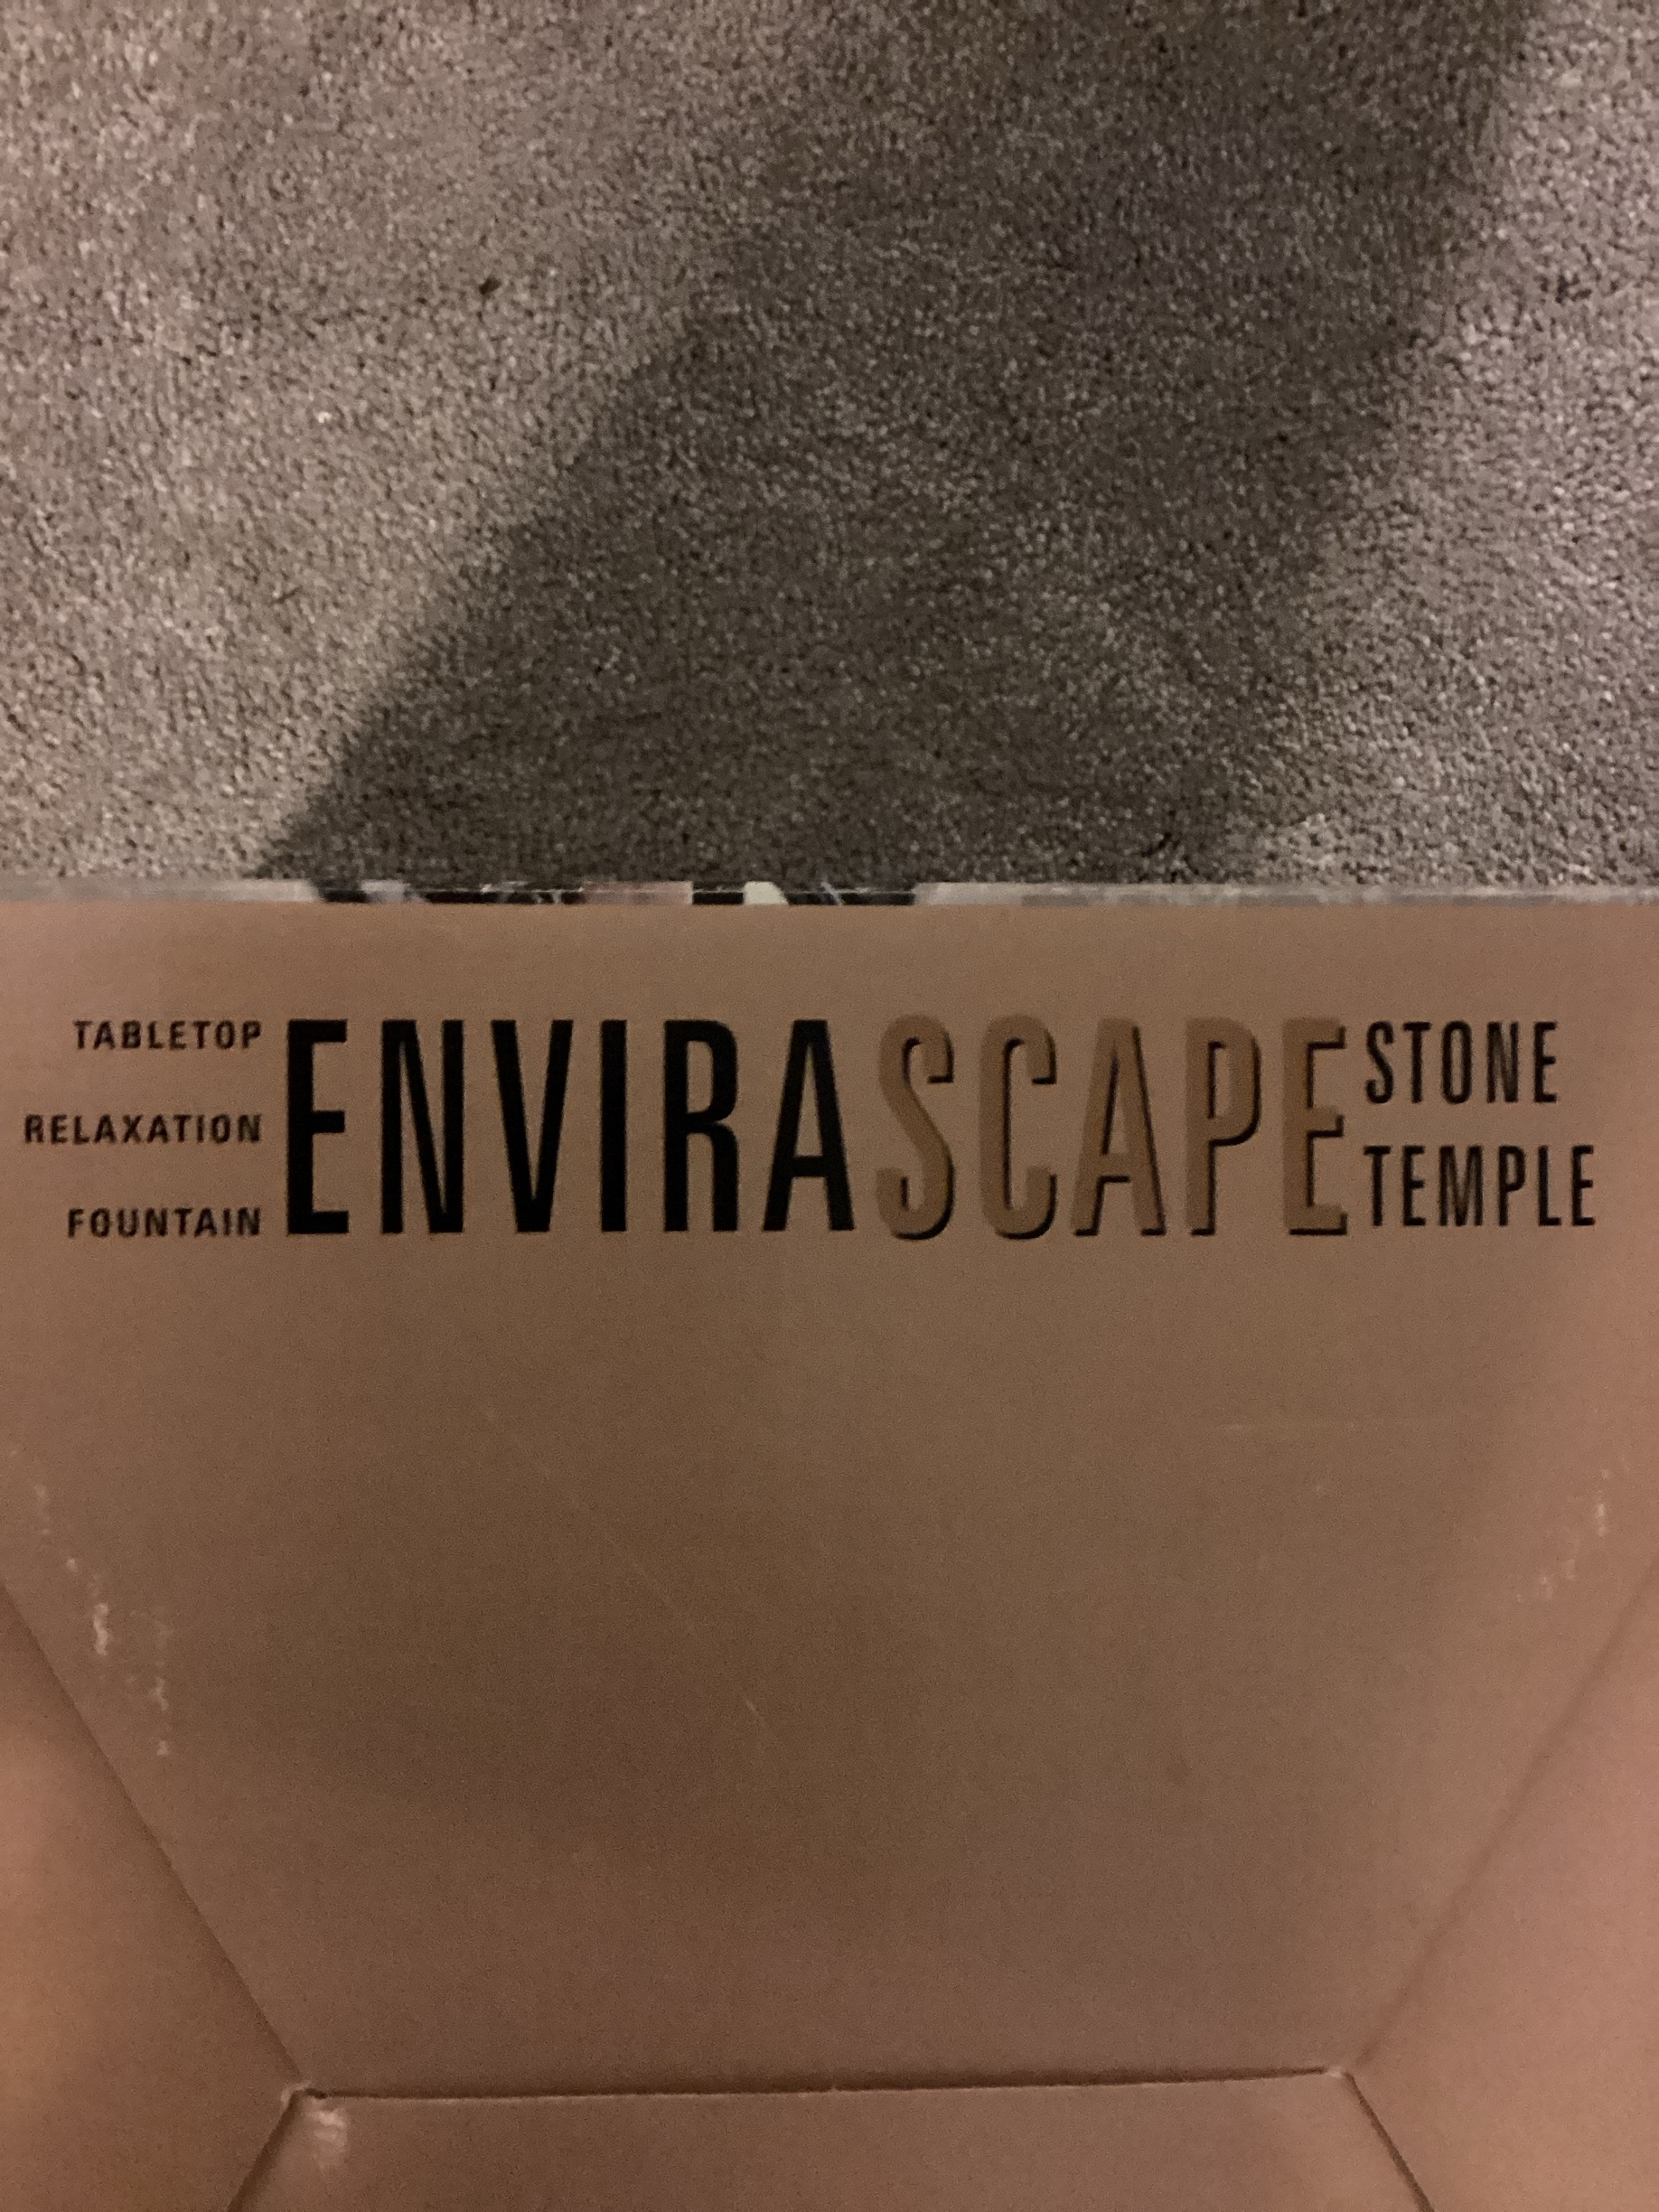 TABLETOP
RELAXATION
FOUNTAIN
ENVIRASCAPE
STONE
TEMPLE